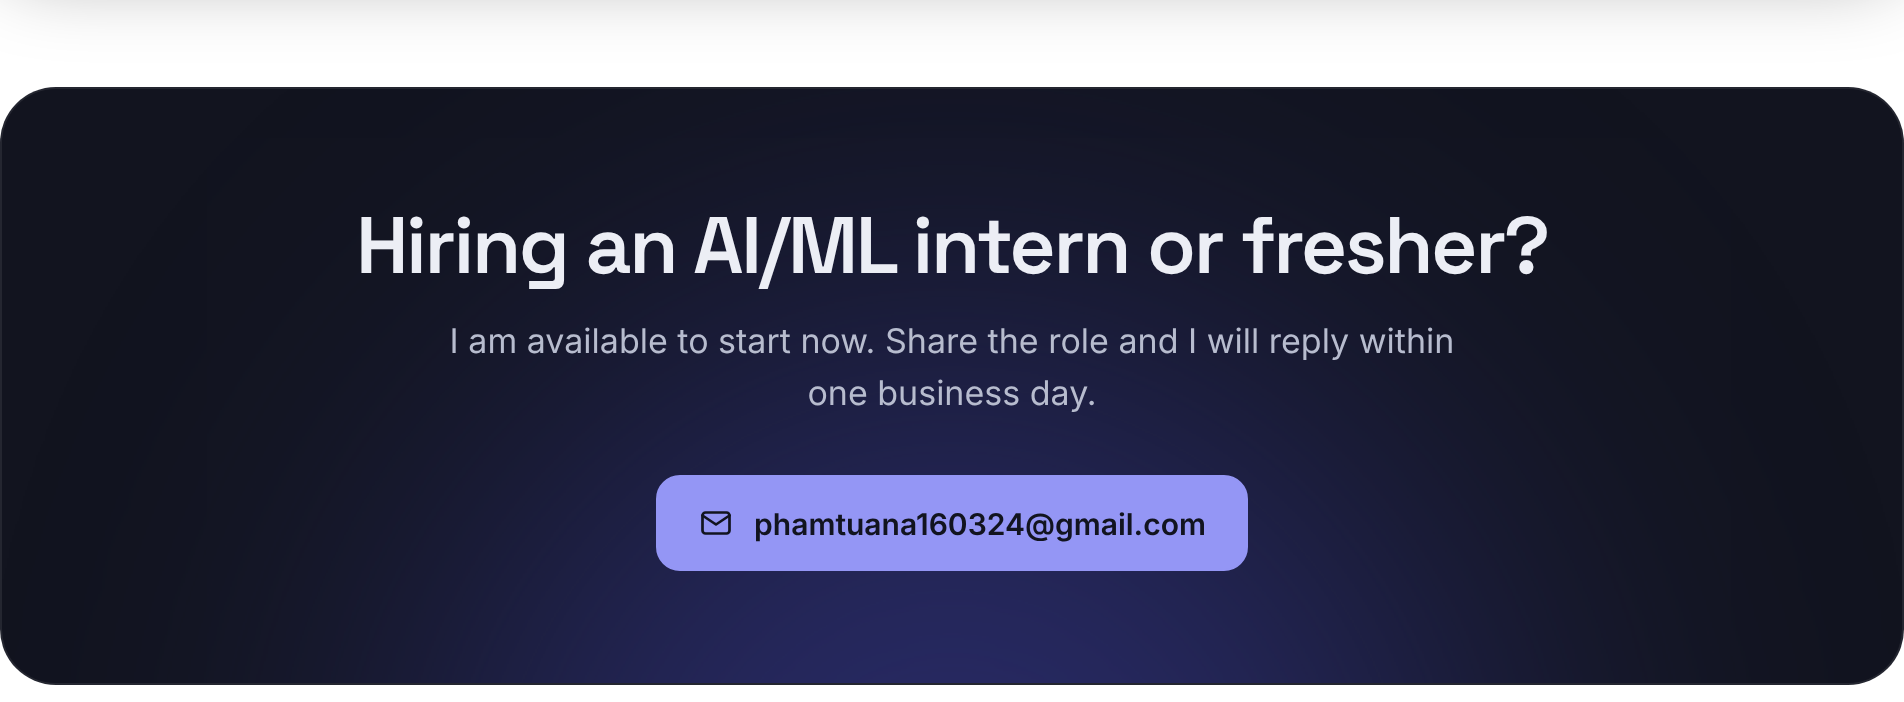 Hiring an AI/ML intern or fresher?
I am available to start now. Share the role and I will reply within
one business day.
phamtuana160324@gmail.com